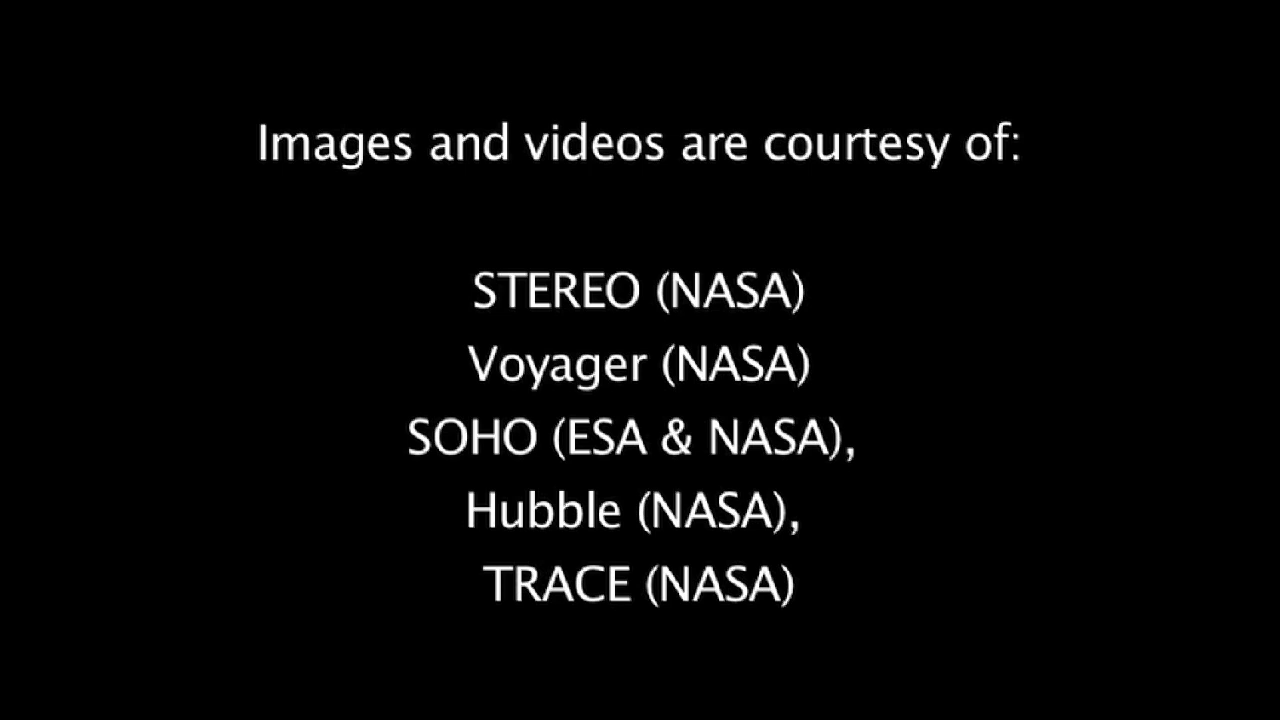 Images and videos are courtesy of:
STEREO (NASA)
Voyager (NASA)
SOHO (ESA & NASA),
Hubble (NASA),
TRACE (NASA)